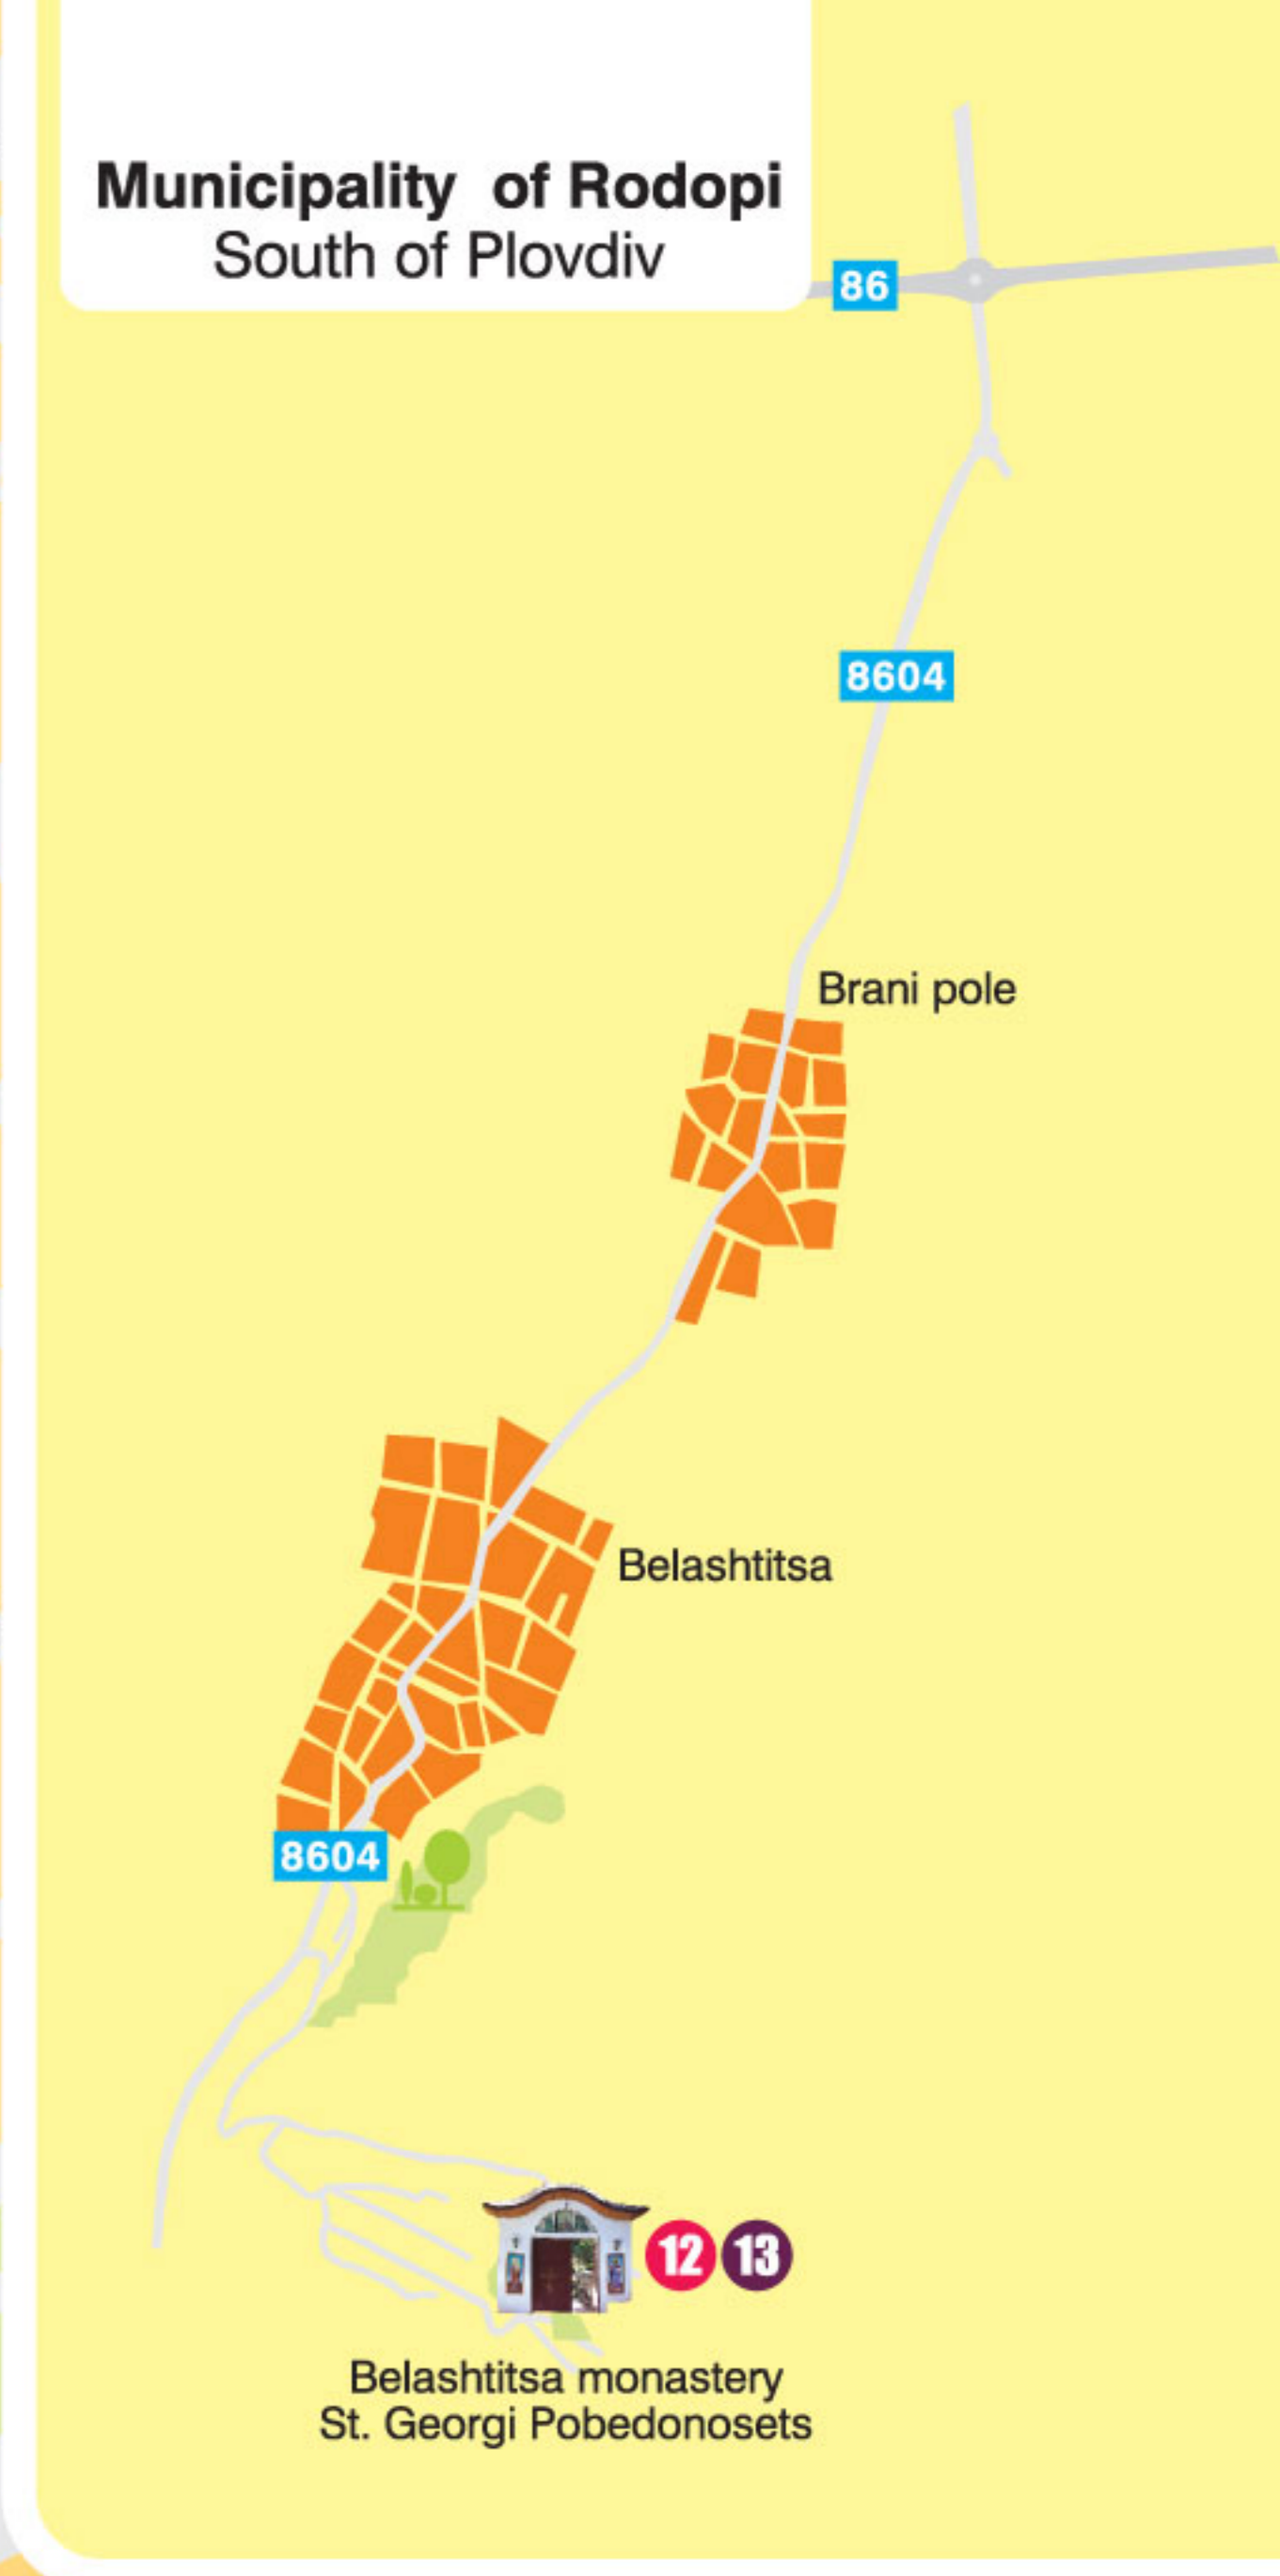 Municipality of Rodopi
South of Plovdiv
86
8604
Brani pole
Belashtitsa
8604
12 13
Belashtitsa monastery
St. Georgi Pobedonosets